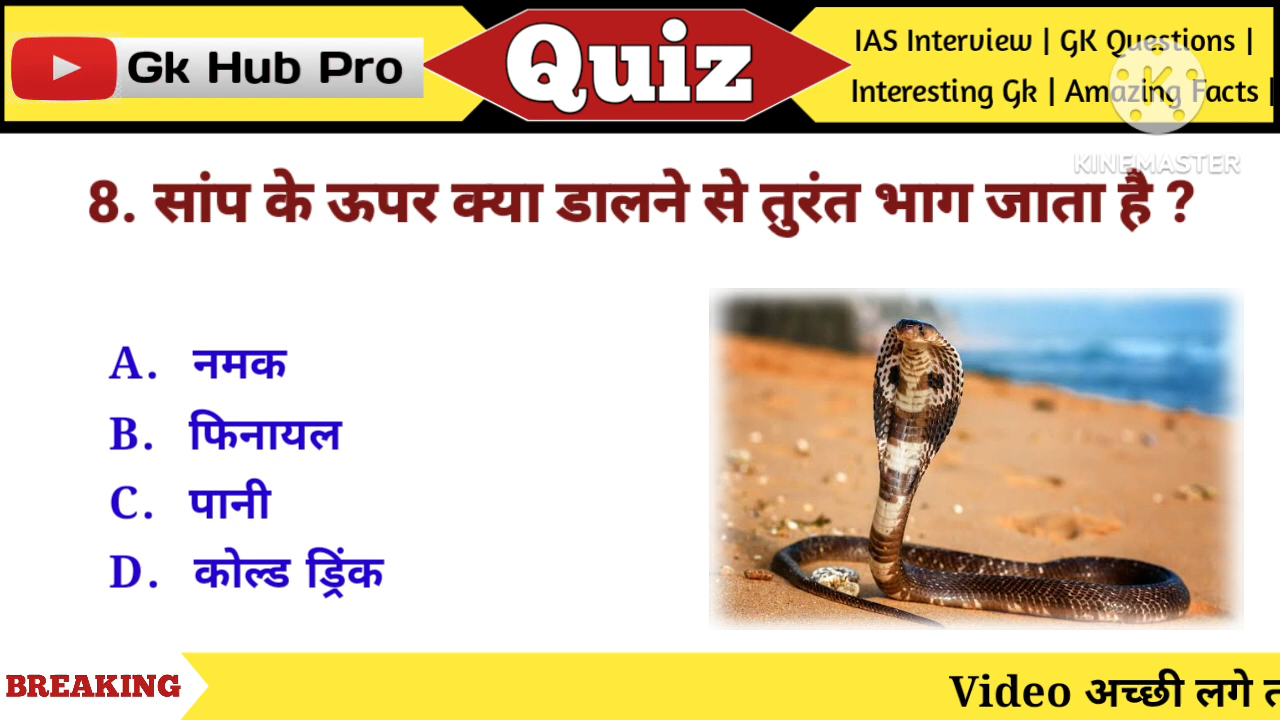 Gk Hub Pro
Quiz
IAS Interview | GK Questions |
Interesting Gk | Amazing Facts |
KINEMASTER
8. सांप के ऊपर क्या डालने से तुरंत भाग जाता है ?
A. नमक
B. फिनायल
C. पानी
D. कोल्ड ड्रिंक
BREAKING
Video अच्छी लगे